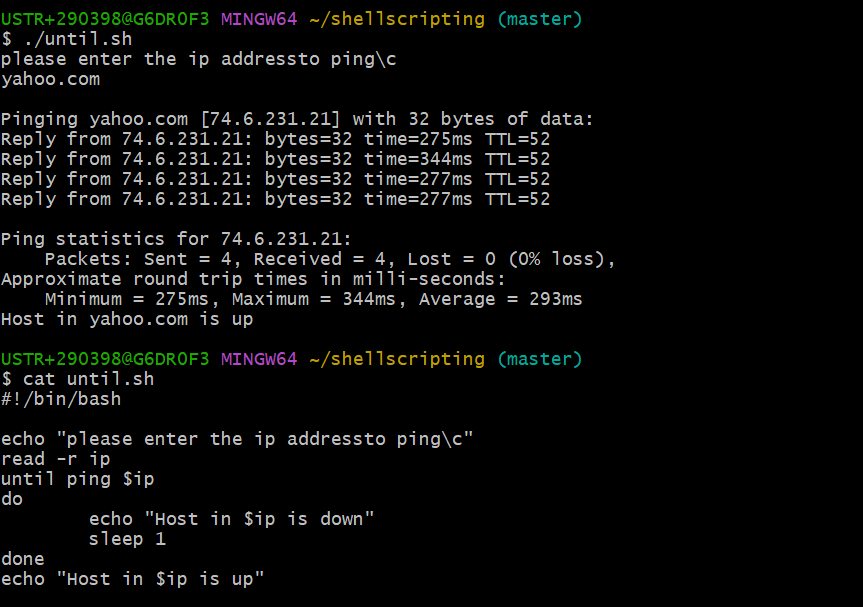 USTR+290398@G6DR0F3 MINGW64 ~/shellscripting (master)
$ ./until.sh
please enter the ip addressto ping\c
yahoo.com
Pinging yahoo.com [74.6.231.21] with 32 bytes of data:
Reply from 74.6.231.21: bytes=32 time=275ms TTL=52
Reply from 74.6.231.21: bytes=32 time=344ms TTL=52
Reply from 74.6.231.21: bytes=32 time=277ms TTL=52
Reply from 74.6.231.21: bytes=32 time=277ms TTL=52
Ping statistics for 74.6.231.21:
    Packets: Sent = 4, Received = 4, Lost = 0 (0% loss),
Approximate round trip times in milli-seconds:
    Minimum = 275ms, Maximum = 344ms, Average = 293ms
Host in yahoo.com is up
USTR+290398@G6DR0F3 MINGW64 ~/shellscripting (master)
$ cat until.sh
#!/bin/bash
echo "please enter the ip addressto ping\c"
read -r ip
until ping $ip
do
        echo "Host in $ip is down"
        sleep 1
done
echo "Host in $ip is up"